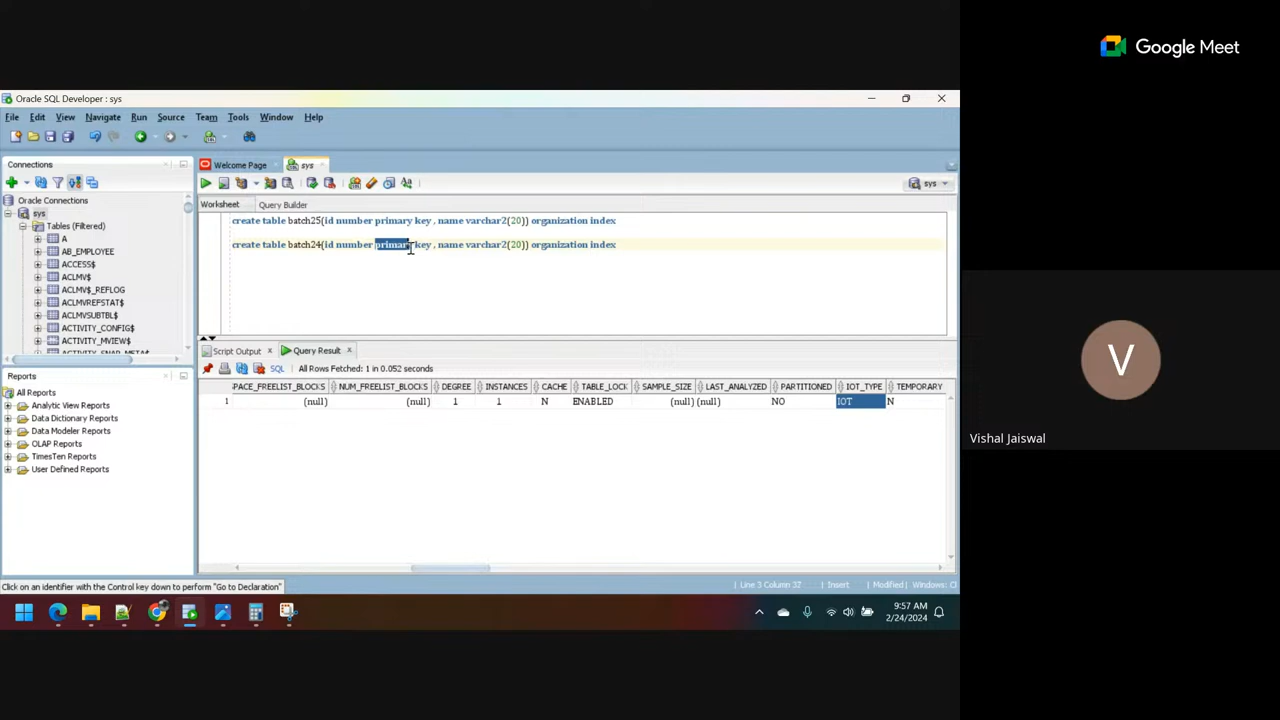 Google Meet
Oracle SQL Developer : sys
File Edit View Navigate Run Source Team Tools Window Help
Connections
Welcome Page
sys
sys
Worksheet Query Builder
Oracle Connections
sys
Tables (Filtered)
A
AB_EMPLOYEE
ACCESS$
ACLMV$
ACLMV$_REFLOG
ACLMVREFSTAT$
ACLMVSUBTBL$
ACTIVITY_CONFIG$
ACTIVITY_MVIEW$
ACTIVITY_SNAP_META$
create table batch25(id number primary key , name varchar2(20)) organization index
create table batch24(id number primary key , name varchar2(20)) organization index
Reports
All Reports
Analytic View Reports
Data Dictionary Reports
Data Modeler Reports
OLAP Reports
TimesTen Reports
User Defined Reports
Script Output Query Result
SQL All Rows Fetched: 1 in 0.052 seconds
PACE_FREELIST_BLOCKS NUM_FREELIST_BLOCKS DEGREE INSTANCES CACHE TABLE_LOCK SAMPLE_SIZE LAST_ANALYZED PARTITIONED IOT_TYPE TEMPORARY
1 (null) (null) 1 1 N ENABLED (null) (null) NO IOT N
Click on an identifier with the Control key down to perform "Go to Declaration"
Line 3 Column 37 Insert Modified Windows: C
9:57 AM
2/24/2024
V
Vishal Jaiswal